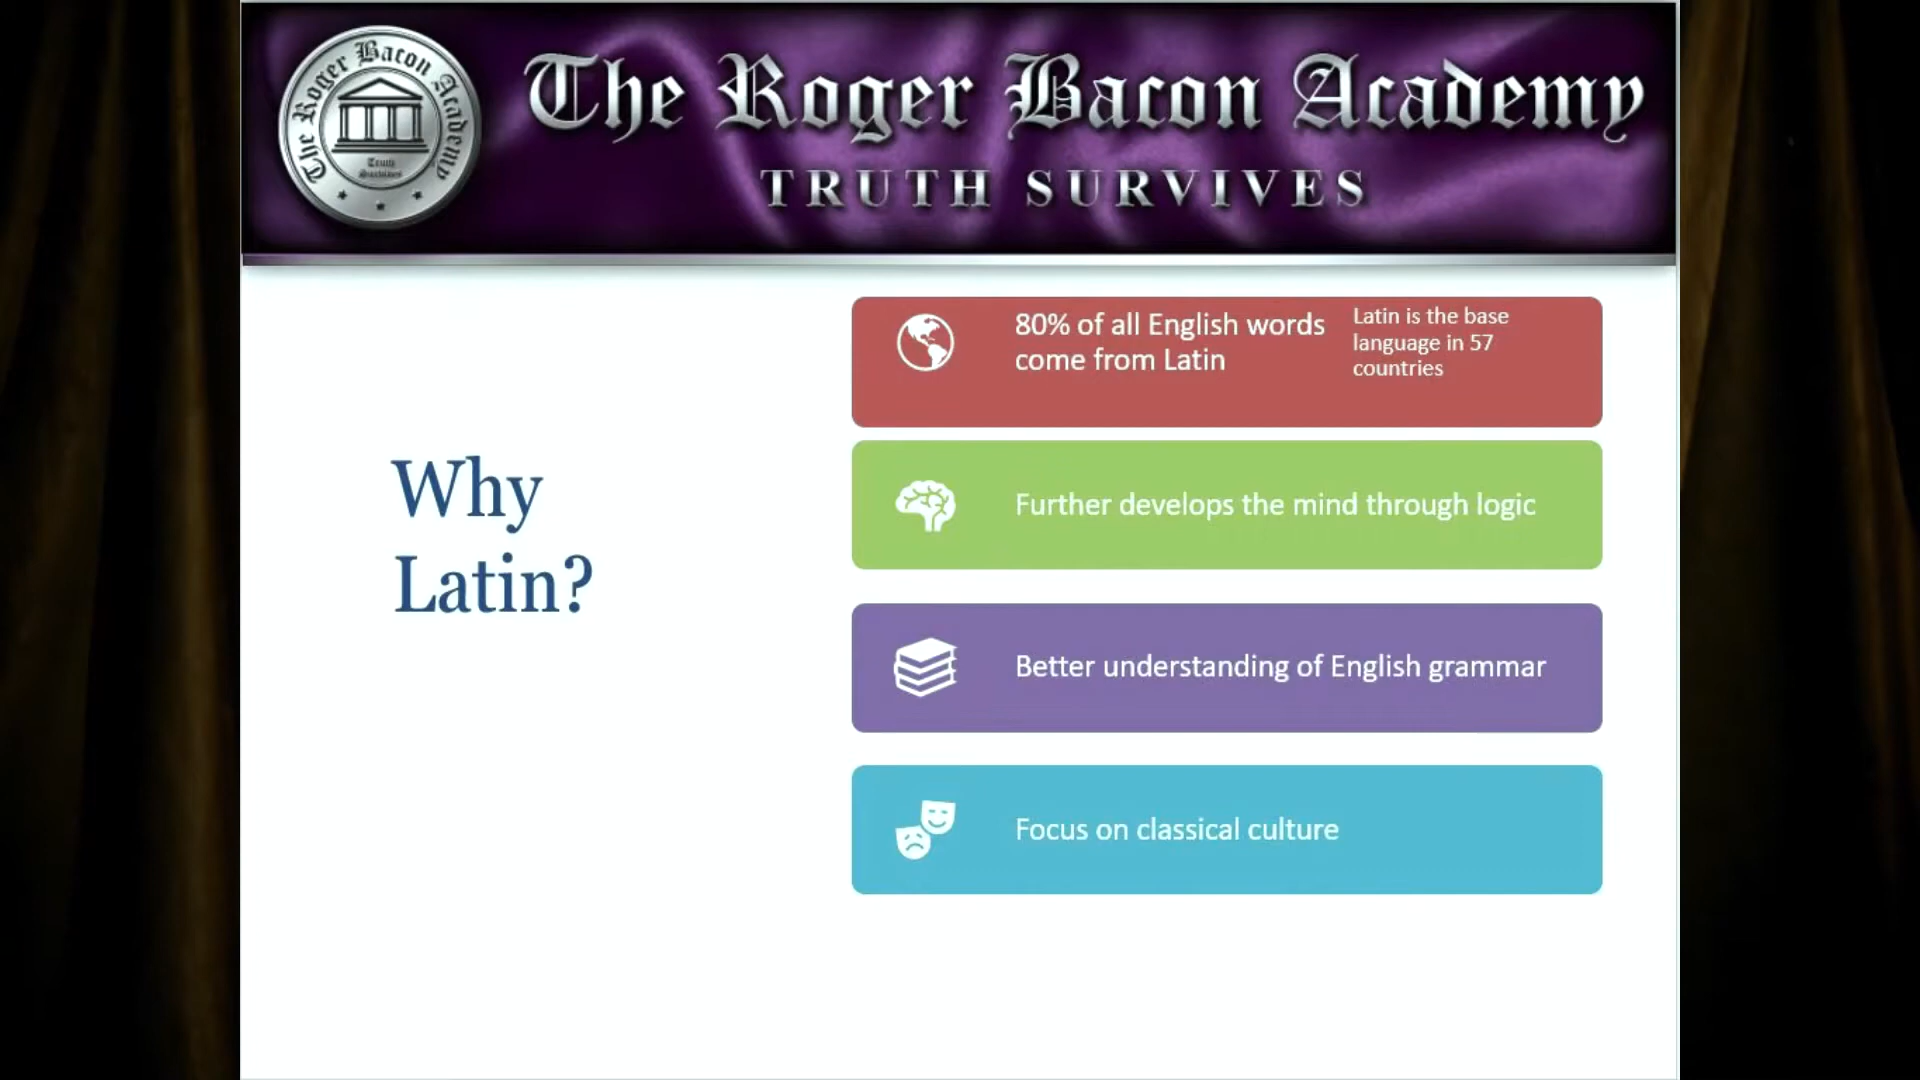 The Roger Bacon Academy
Truth
Survives
The Roger Bacon Academy
TRUTH SURVIVES
Why
Latin?
80% of all English words
come from Latin
Latin is the base
language in 57
countries
Further develops the mind through logic
Better understanding of English grammar
Focus on classical culture